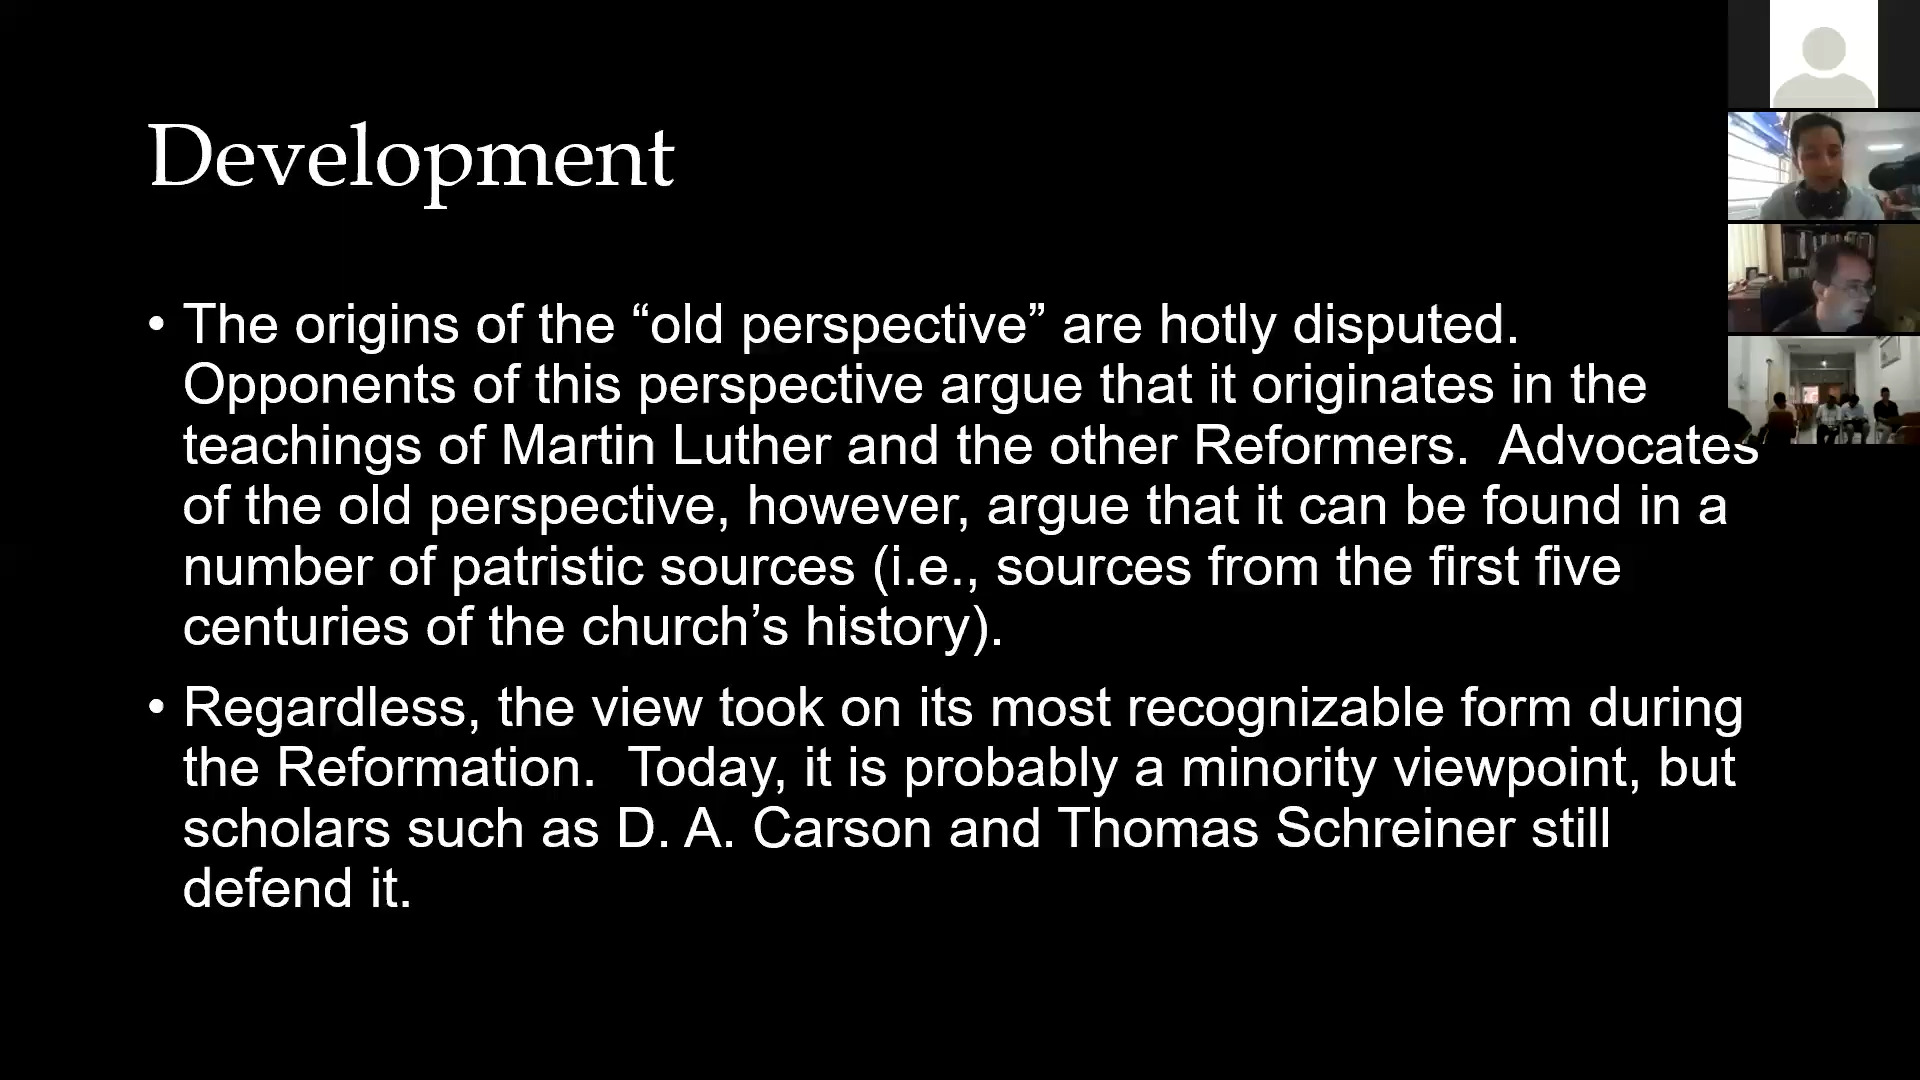 Development
• The origins of the “old perspective” are hotly disputed.
Opponents of this perspective argue that it originates in the
teachings of Martin Luther and the other Reformers.  Advocates
of the old perspective, however, argue that it can be found in a
number of patristic sources (i.e., sources from the first five
centuries of the church’s history).
• Regardless, the view took on its most recognizable form during
the Reformation.  Today, it is probably a minority viewpoint, but
scholars such as D. A. Carson and Thomas Schreiner still
defend it.